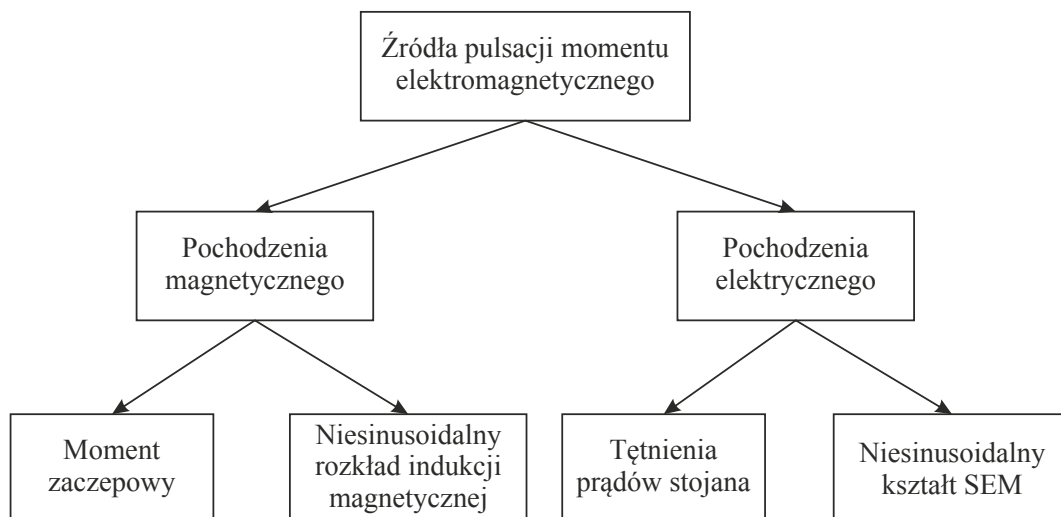 Źródła pulsacji momentu
elektromagnetycznego
Pochodzenia
magnetycznego
Pochodzenia
elektrycznego
Moment
zaczepowy
Niesinusoidalny
rozkład indukcji
magnetycznej
Tętnienia
prądów stojana
Niesinusoidalny
kształt SEM